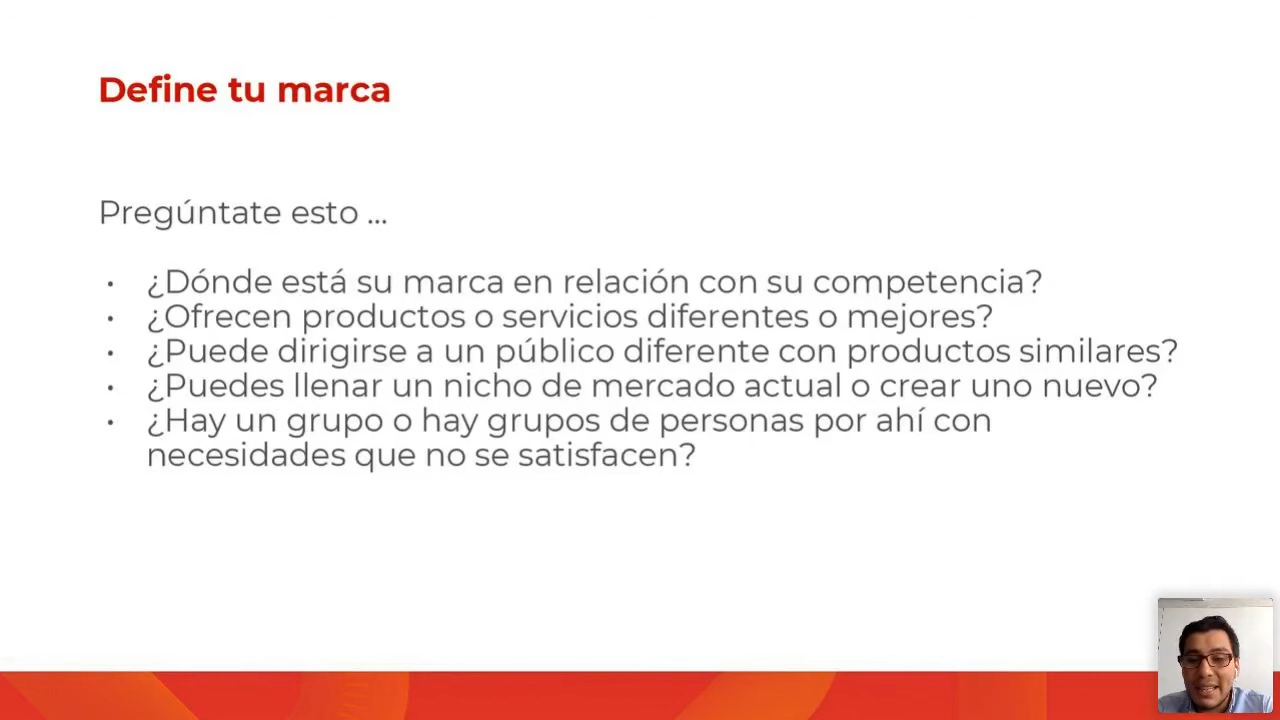 Define tu marca
Pregúntate esto ...
• ¿Dónde está su marca en relación con su competencia?
• ¿Ofrecen productos o servicios diferentes o mejores?
• ¿Puede dirigirse a un público diferente con productos similares?
• ¿Puedes llenar un nicho de mercado actual o crear uno nuevo?
• ¿Hay un grupo o hay grupos de personas por ahí con
necesidades que no se satisfacen?